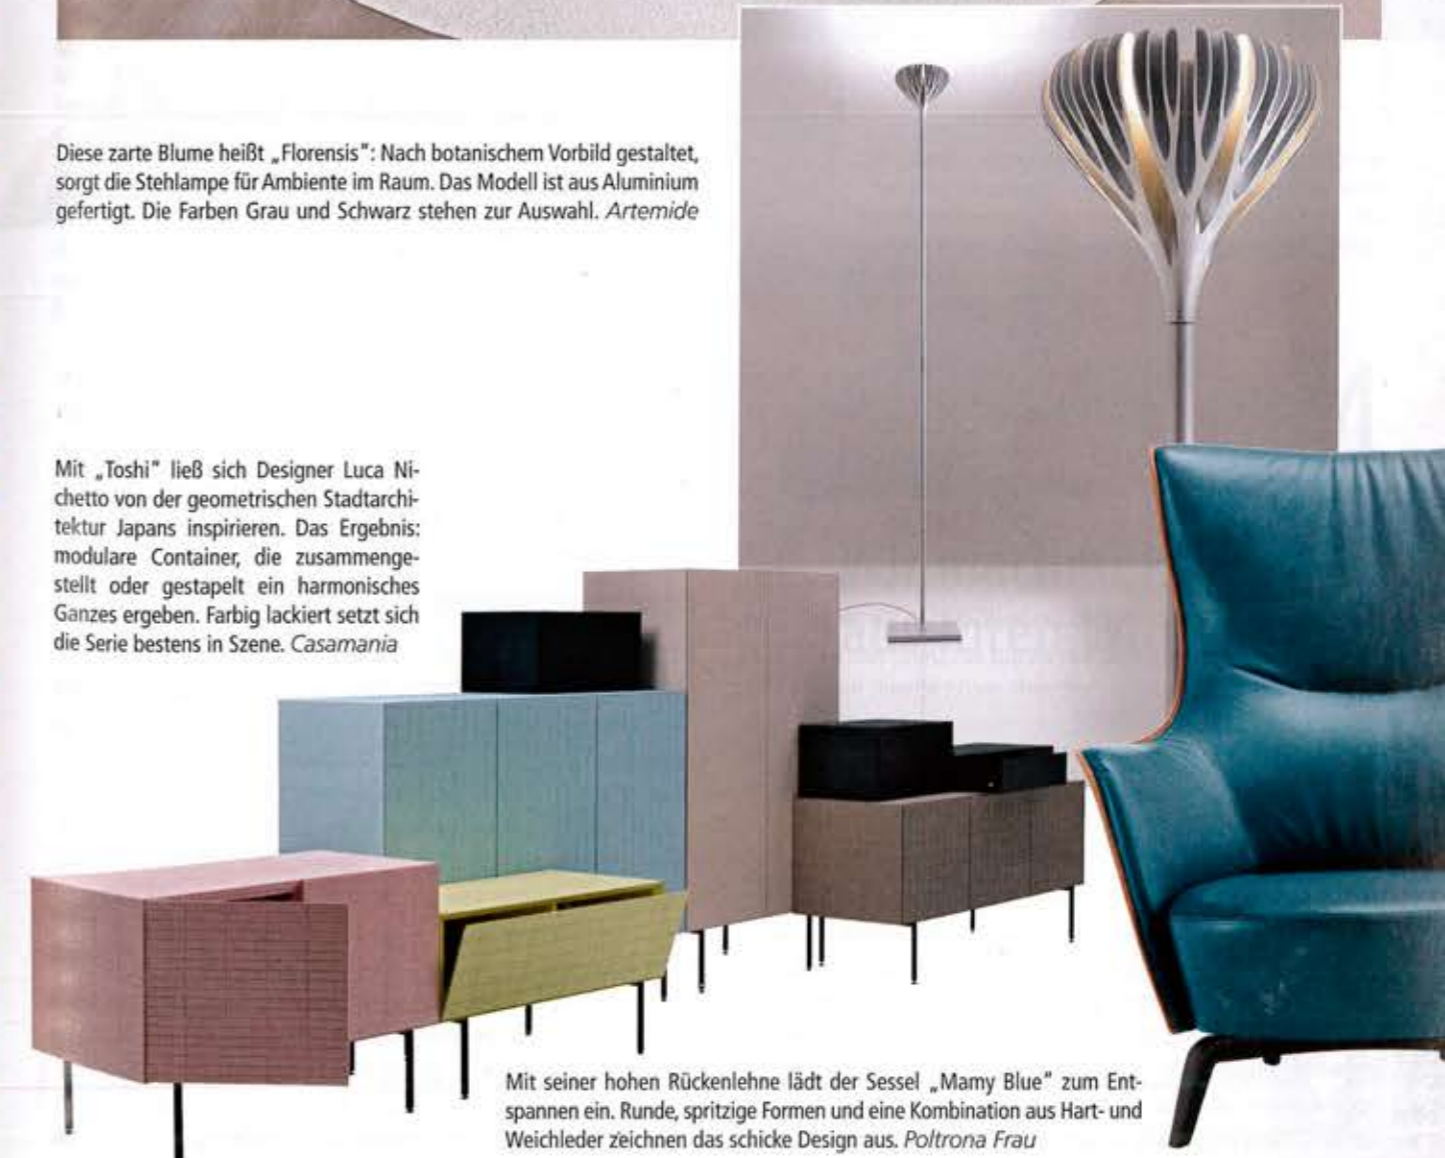 Diese zarte Blume heißt „Florensis“: Nach botanischem Vorbild gestaltet,
sorgt die Stehlampe für Ambiente im Raum. Das Modell ist aus Aluminium
gefertigt. Die Farben Grau und Schwarz stehen zur Auswahl. Artemide
Mit „Toshi“ ließ sich Designer Luca Ni-
chetto von der geometrischen Stadtarchi-
tektur Japans inspirieren. Das Ergebnis:
modulare Container, die zusammenge-
stellt oder gestapelt ein harmonisches
Ganzes ergeben. Farbig lackiert setzt sich
die Serie bestens in Szene. Casamania
Mit seiner hohen Rückenlehne lädt der Sessel „Mamy Blue“ zum Ent-
spannen ein. Runde, spritzige Formen und eine Kombination aus Hart- und
Weichleder zeichnen das schicke Design aus. Poltrona Frau